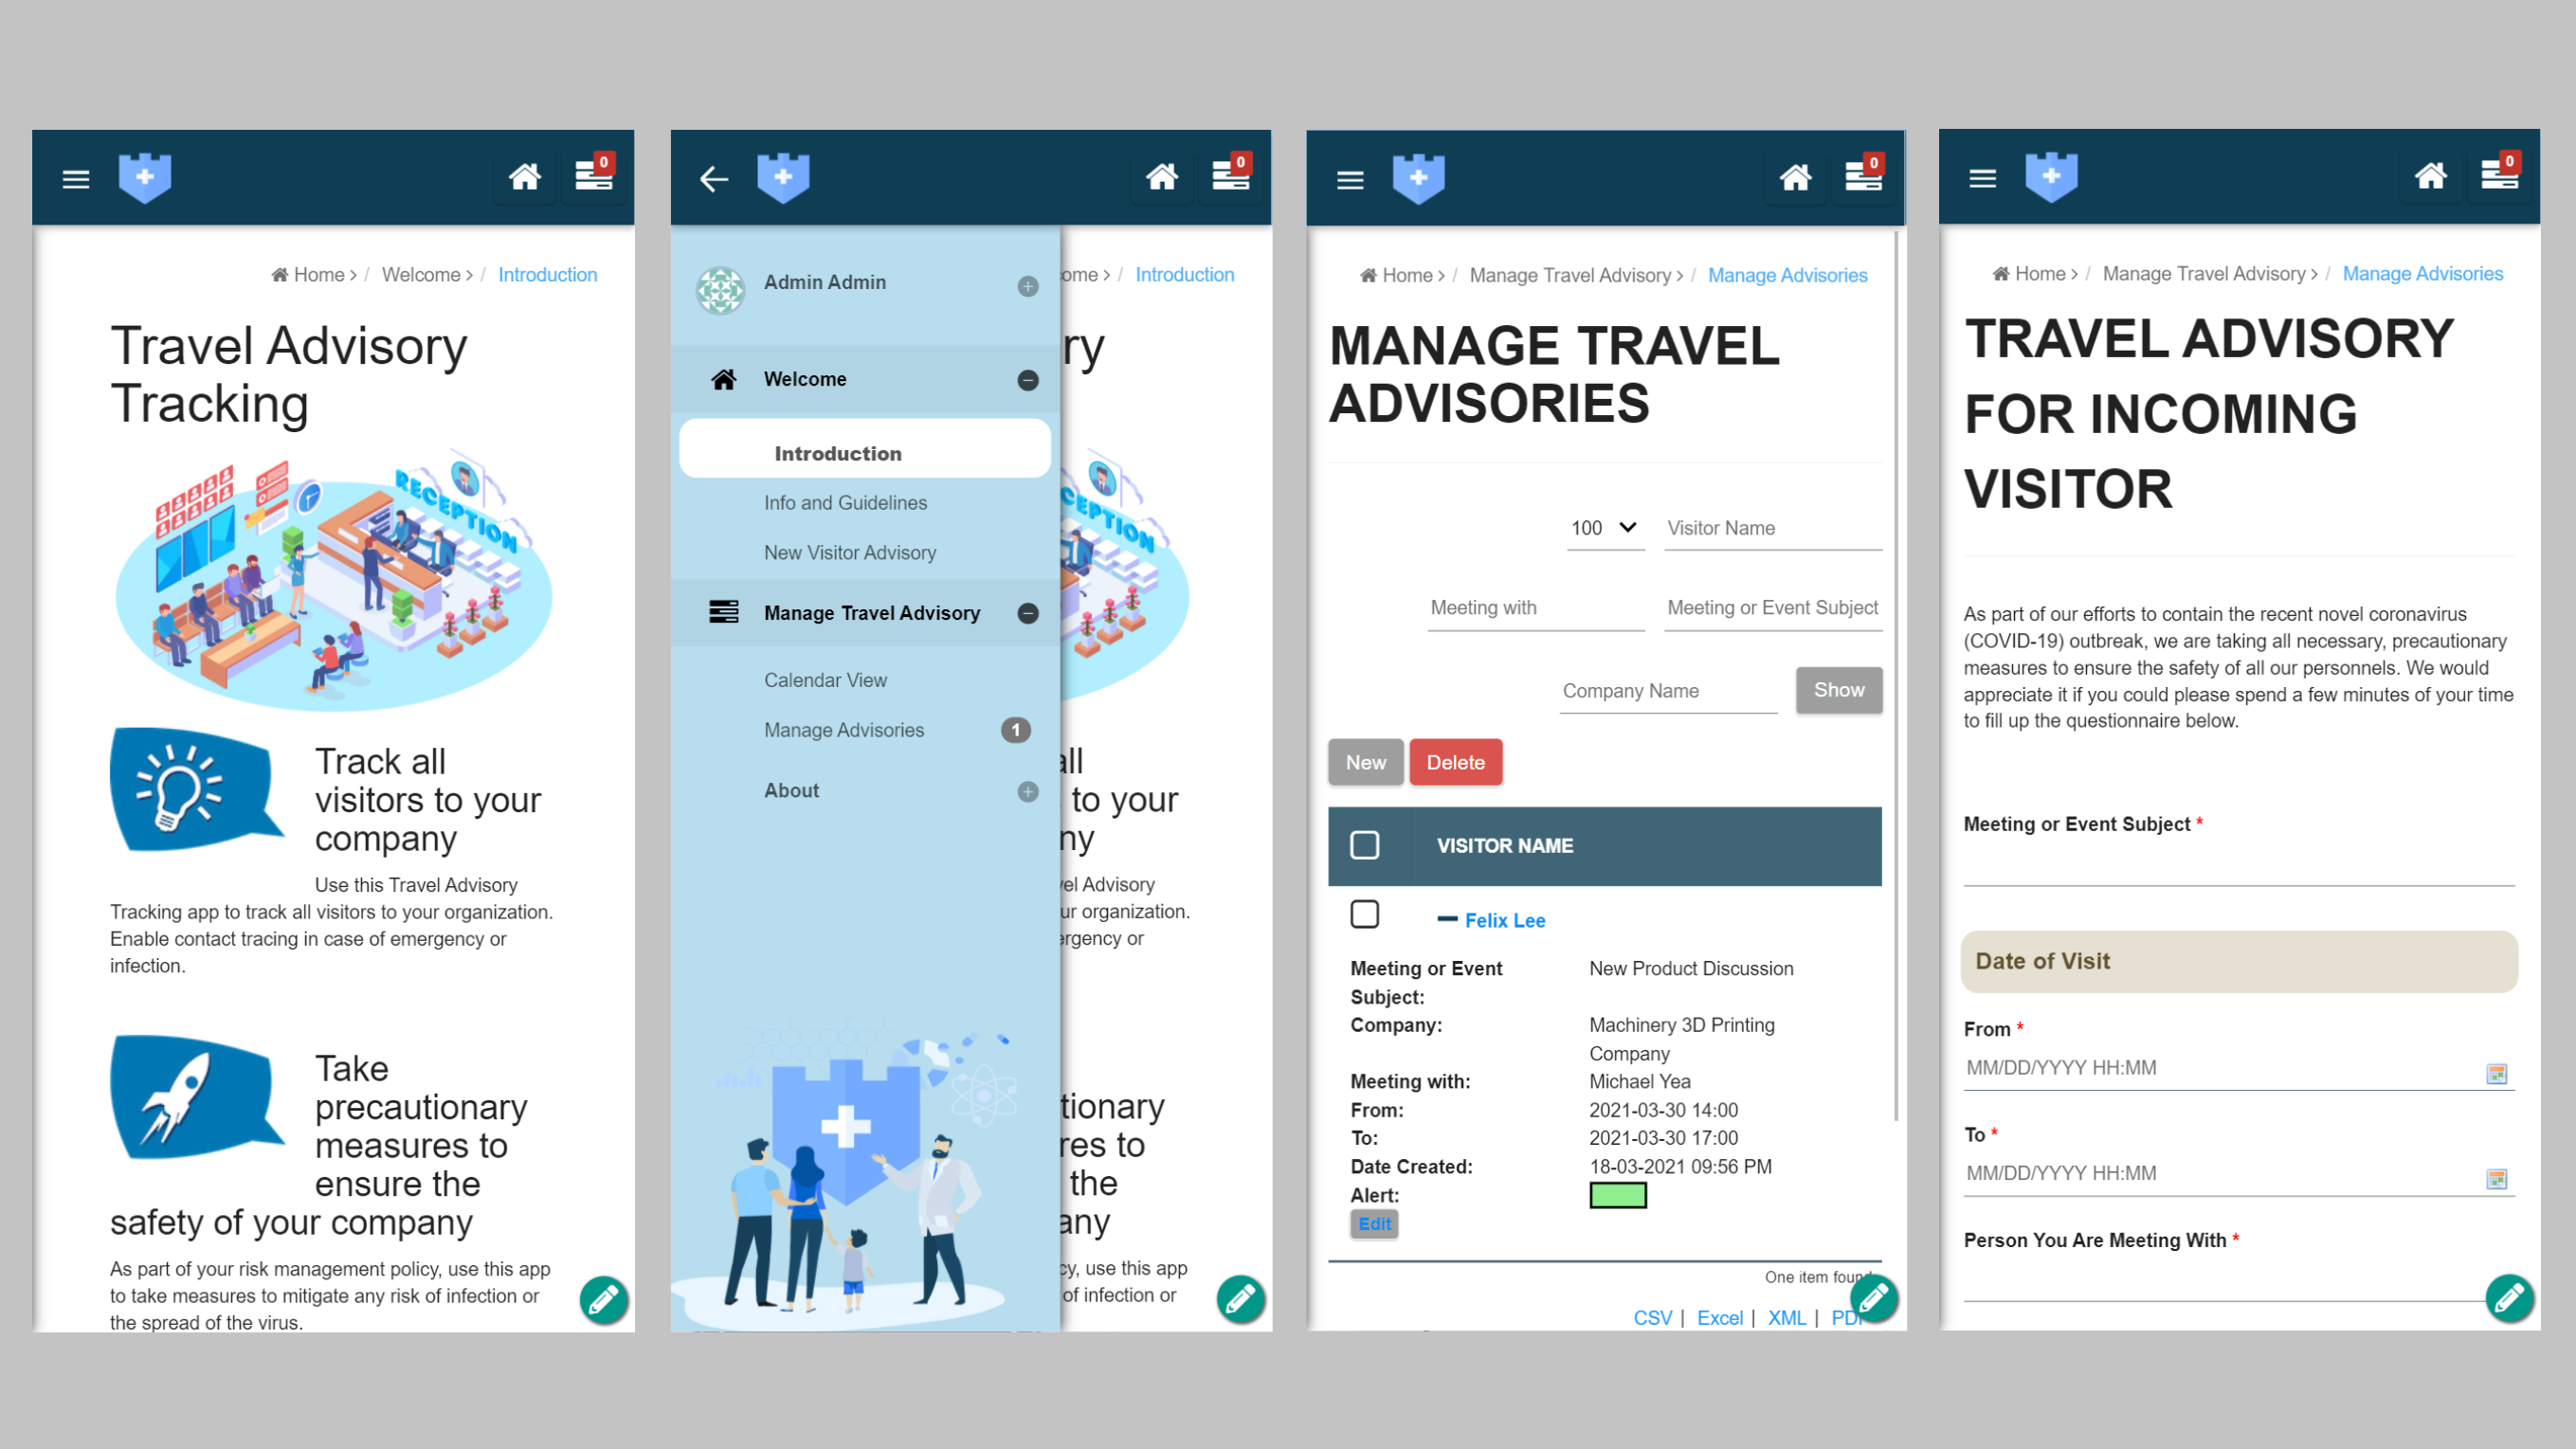 0
Home > / Welcome > / Introduction
Travel Advisory
Tracking
RECEPTION
Track all
visitors to your
company
Use this Travel Advisory
Tracking app to track all visitors to your organization.
Enable contact tracing in case of emergency or
infection.
Take
precautionary
measures to
ensure the
safety of your company
As part of your risk management policy, use this app
to take measures to mitigate any risk of infection or
the spread of the virus.
0
Admin Admin
Welcome
Introduction
Info and Guidelines
New Visitor Advisory
Manage Travel Advisory
Calendar View
Manage Advisories 1
About
ome > / Introduction
ry
CEPTION
all
to your
ny
vel Advisory
ur organization.
ergency or
tionary
res to
the
any
cy, use this app
of infection or
0
Home > / Manage Travel Advisory > / Manage Advisories
MANAGE TRAVEL
ADVISORIES
100 Visitor Name
Meeting with Meeting or Event Subject
Company Name Show
New Delete
VISITOR NAME
Felix Lee
Meeting or Event New Product Discussion
Subject:
Company: Machinery 3D Printing
Company
Meeting with: Michael Yea
From: 2021-03-30 14:00
To: 2021-03-30 17:00
Date Created: 18-03-2021 09:56 PM
Alert:
Edit
One item found
CSV | Excel | XML | PDF
0
Home > / Manage Travel Advisory > / Manage Advisories
TRAVEL ADVISORY
FOR INCOMING
VISITOR
As part of our efforts to contain the recent novel coronavirus
(COVID-19) outbreak, we are taking all necessary, precautionary
measures to ensure the safety of all our personnels. We would
appreciate it if you could please spend a few minutes of your time
to fill up the questionnaire below.
Meeting or Event Subject *
Date of Visit
From *
MM/DD/YYYY HH:MM
To *
MM/DD/YYYY HH:MM
Person You Are Meeting With *